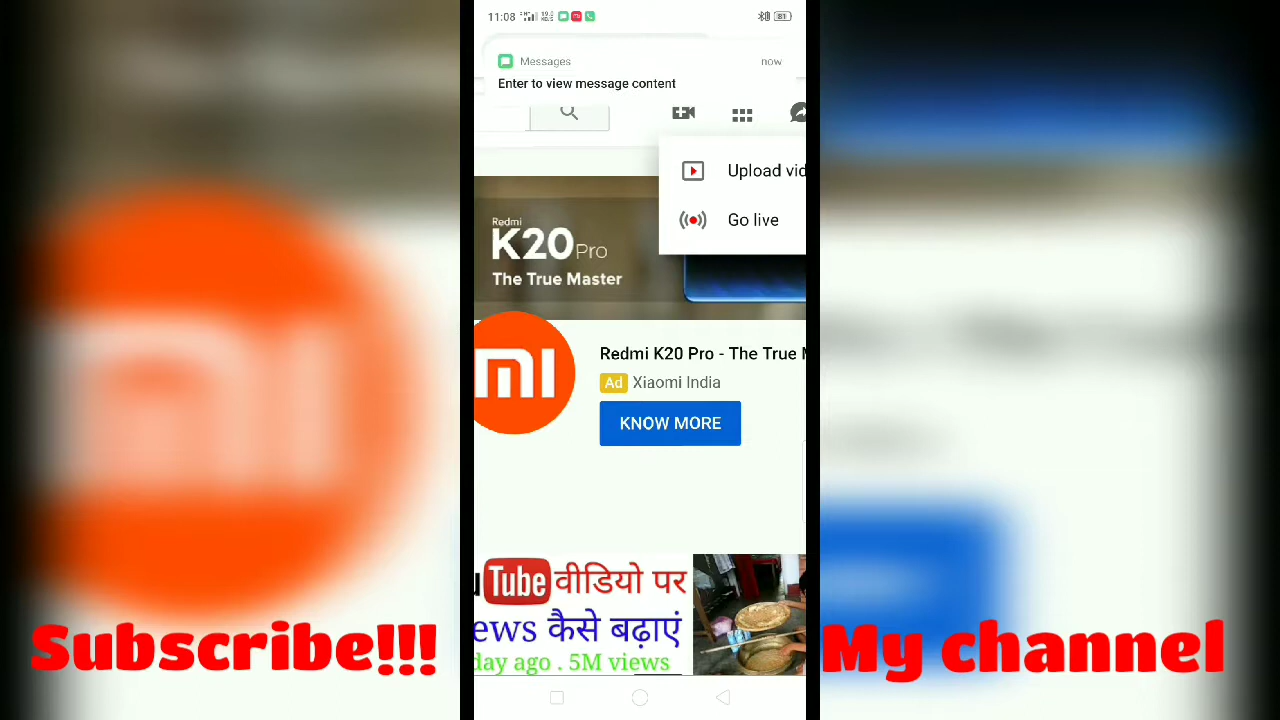 11:08
81
Messages
now
Enter to view message content
Upload vid
Go live
Redmi
K20 Pro
The True Master
mi
Redmi K20 Pro - The True M
Ad Xiaomi India
KNOW MORE
u Tube वीडियो पर
ews कैसे बढ़ाएं
day ago . 5M views
Subscribe!!!
My channel